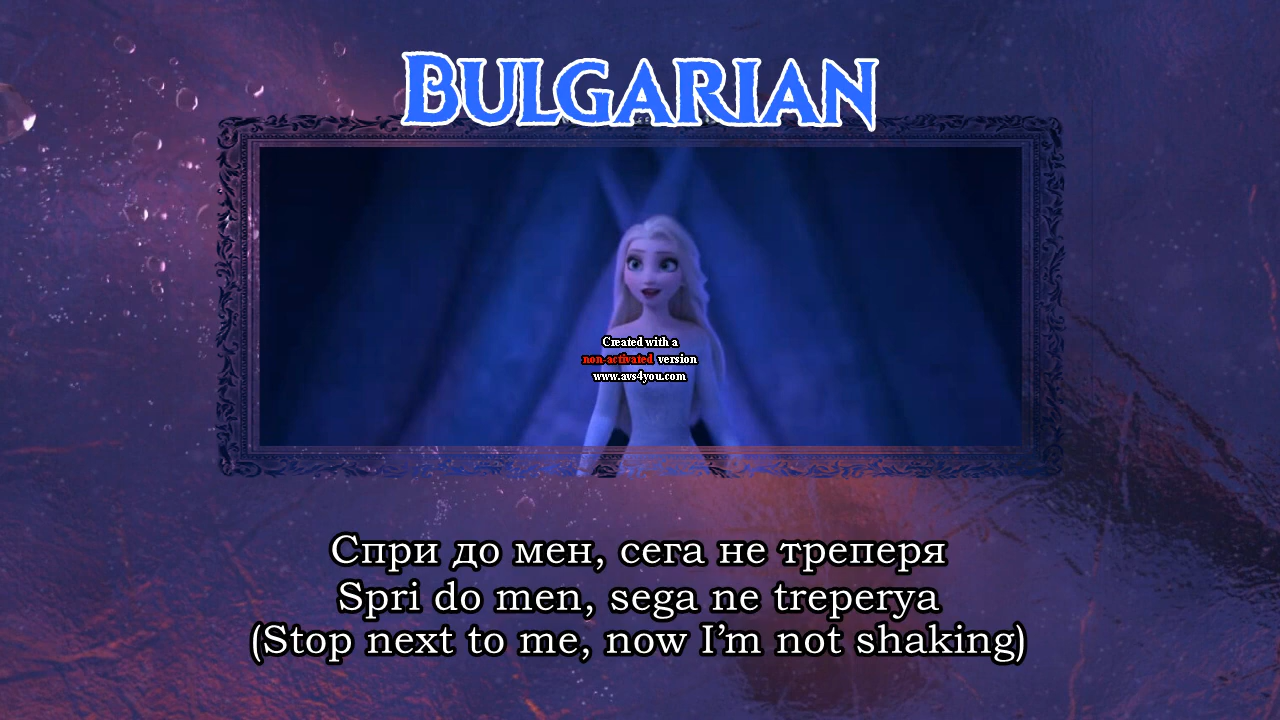 BULGARIAN
Created with a
non-activated version
www.avs4you.com
Спри до мен, сега не треперя
Spri do men, sega ne treperya
(Stop next to me, now I’m not shaking)